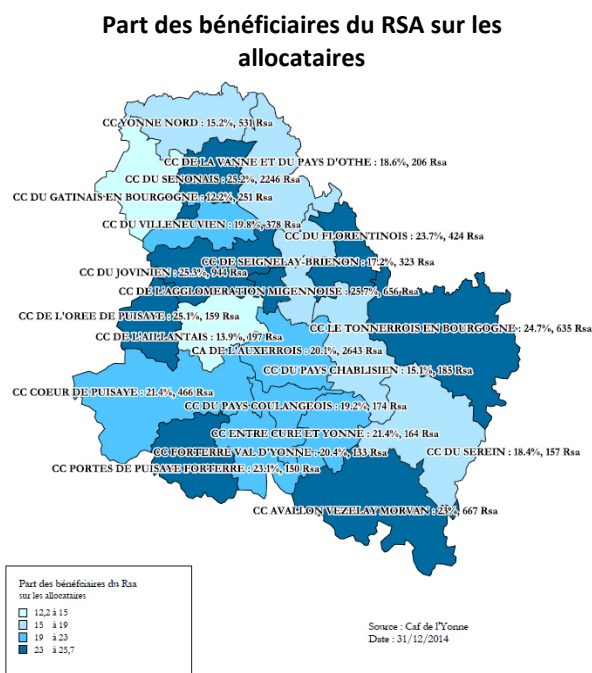 Part des bénéficiaires du RSA sur les
allocataires
CC YONNE NORD : 15.2%, 531 Rsa
CC DE LA VANNE ET DU PAYS D'OTHE : 18.6%, 206 Rsa
CC DU SENONAIS : 25.2%, 2246 Rsa
CC DU GATINAIS EN BOURGOGNE : 12.2%, 251 Rsa
CC DU VILLENEUVIEN : 19.8%, 378 Rsa
CC DU FLORENTINOIS : 23.7%, 424 Rsa
CC DE SEIGNELAY-BRIENON : 17.2%, 323 Rsa
CC DU JOVINIEN : 25.3%, 944 Rsa
CC DE L'AGGLOMERATION MIGENNOISE : 25.7%, 656 Rsa
CC DE L'OREE DE PUISAYE : 25.1%, 159 Rsa
CC LE TONNERROIS EN BOURGOGNE : 24.7%, 635 Rsa
CC DE L'AILLANTAIS : 13.9%, 197 Rsa
CA DE L'AUXERROIS : 20.1%, 2643 Rsa
CC DU PAYS CHABLISIEN : 15.1%, 185 Rsa
CC COEUR DE PUISAYE : 21.4%, 466 Rsa
CC DU PAYS COULANGEOIS : 19.2%, 174 Rsa
CC ENTRE CURE ET YONNE : 21.4%, 164 Rsa
CC DU SEREIN : 18.4%, 157 Rsa
CC FORTERRE VAL D'YONNE : 20.4%, 133 Rsa
CC PORTES DE PUISAYE FORTERRE : 23.1%, 150 Rsa
CC AVALLON VEZELAY MORVAN : 23%, 667 Rsa
Part des bénéfciaires du Rsa
sur les allocataires
12,2 à 15
15 à 19
19 à 23
23 à 25,7
Source : Caf de l'Yonne
Date : 31/12/2014